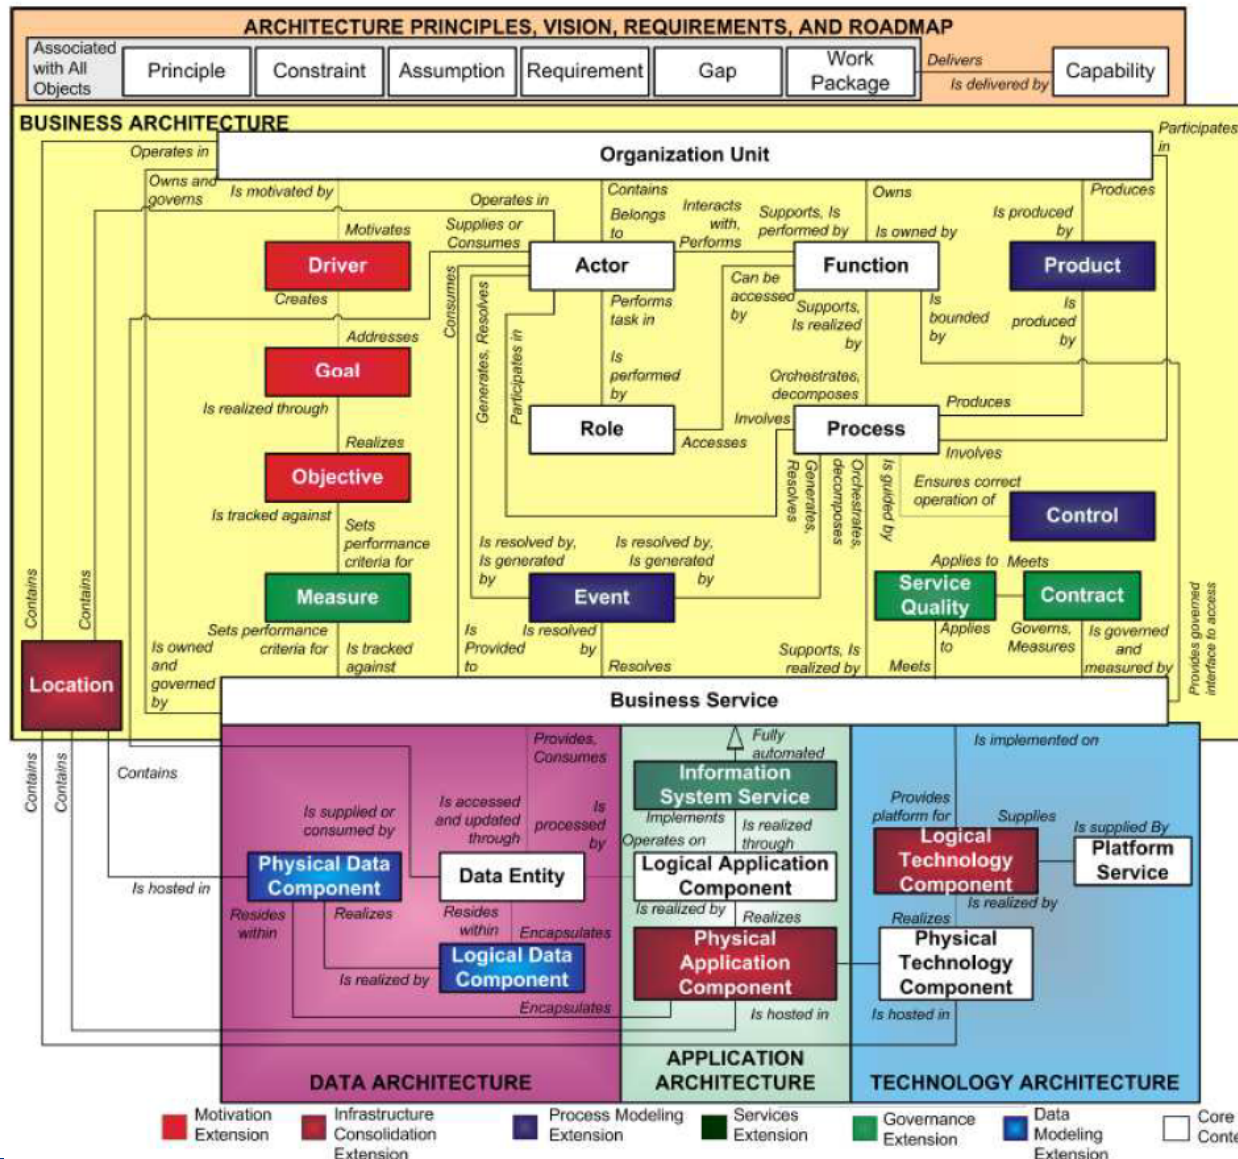 ARCHITECTURE PRINCIPLES, VISION, REQUIREMENTS, AND ROADMAP
Associated
with All
Objects
Principle
Constraint
Assumption
Requirement
Gap
Work
Package
Delivers
Is delivered by
Capability
BUSINESS ARCHITECTURE
Participates
in
Operates in
Organization Unit
Owns and
governs
Is motivated by
Operates in
Contains
Belongs
to
Interacts
with,
Performs
Supports, Is
performed by
Owns
Is owned by
Produces
Is produced
by
Motivates
Supplies or
Consumes
Driver
Actor
Function
Product
Creates
Consumes
Generates, Resolves
Participates in
Performs
task in
Can be
accessed
by
Supports,
Is realized
by
Is
bounded
by
Is
produced
by
Addresses
Goal
Is realized through
Is
performed
by
Orchestrates,
decomposes
Produces
Realizes
Role
Accesses
Involves
Process
Involves
Objective
Is tracked against
Sets
performance
criteria for
Generates,
Resolves
Orchestrates,
decomposes
Is guided by
Ensures correct
operation of
Control
Is resolved by,
Is generated
by
Is resolved by,
Is generated
by
Applies to
Meets
Measure
Event
Service
Quality
Contract
Contains
Contains
Sets performance
criteria for
Is tracked
against
Is
Provided
to
Is resolved
by
Resolves
Supports, Is
realized by
Applies
to
Meets
Governs,
Measures
Is governed
and
measured by
Provides governed
interface to access
Location
Is owned
and
governed
by
Business Service
Contains
Contains
Contains
Provides,
Consumes
Fully
automated
Is implemented on
Information
System Service
Is supplied or
consumed by
Is accessed
and updated
through
Is
processed
by
Implements
Operates on
Is realized
through
Provides
platform for
Supplies
Is supplied By
Physical Data
Component
Data Entity
Logical Application
Component
Logical
Technology
Component
Platform
Service
Is hosted in
Resides
within
Realizes
Resides
within
Encapsulates
Is realized by
Realizes
Is realized by
Realizes
Is realized by
Logical Data
Component
Physical
Application
Component
Physical
Technology
Component
Encapsulates
Is hosted in
Is hosted in
DATA ARCHITECTURE
APPLICATION
ARCHITECTURE
TECHNOLOGY ARCHITECTURE
Motivation
Extension
Infrastructure
Consolidation
Extension
Process Modeling
Extension
Services
Extension
Governance
Extension
Data
Modeling
Extension
Core